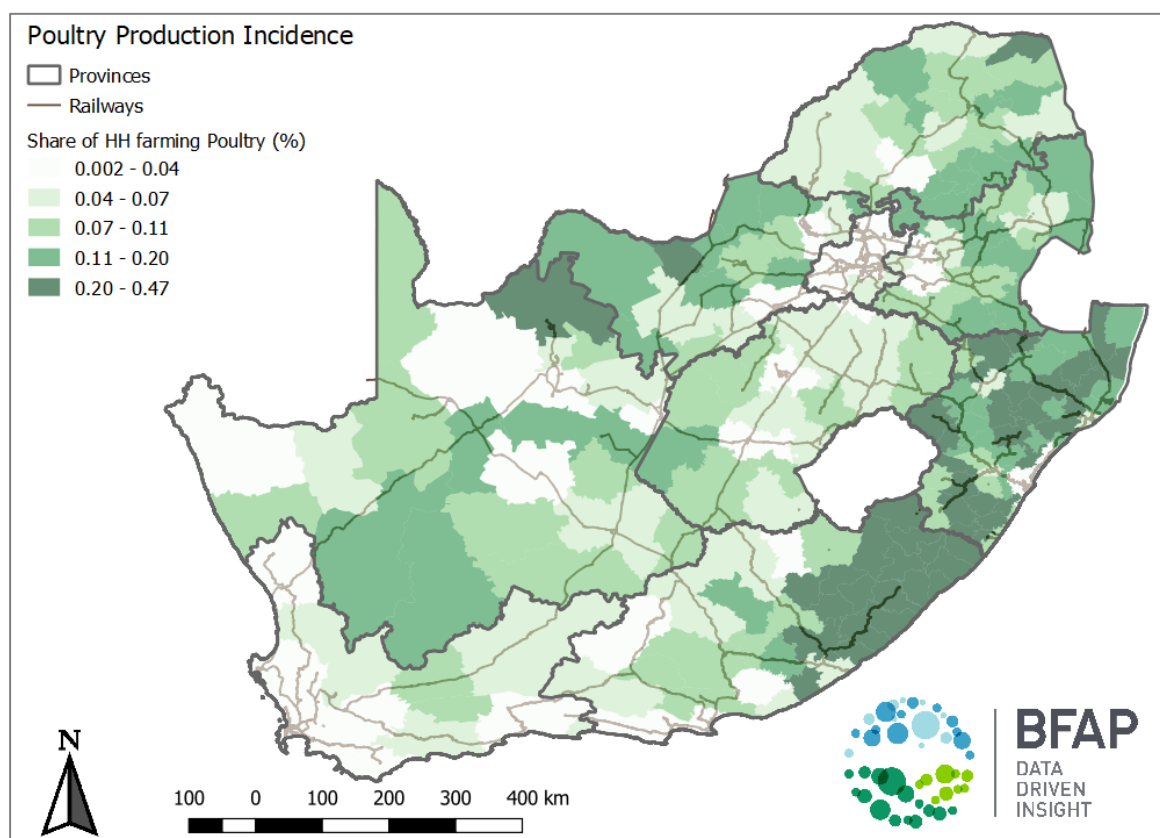 Poultry Production Incidence
Provinces
Railways
Share of HH farming Poultry (%)
0.002 - 0.04
0.04 - 0.07
0.07 - 0.11
0.11 - 0.20
0.20 - 0.47
N
100 0 100 200 300 400 km
BFAP
DATA
DRIVEN
INSIGHT